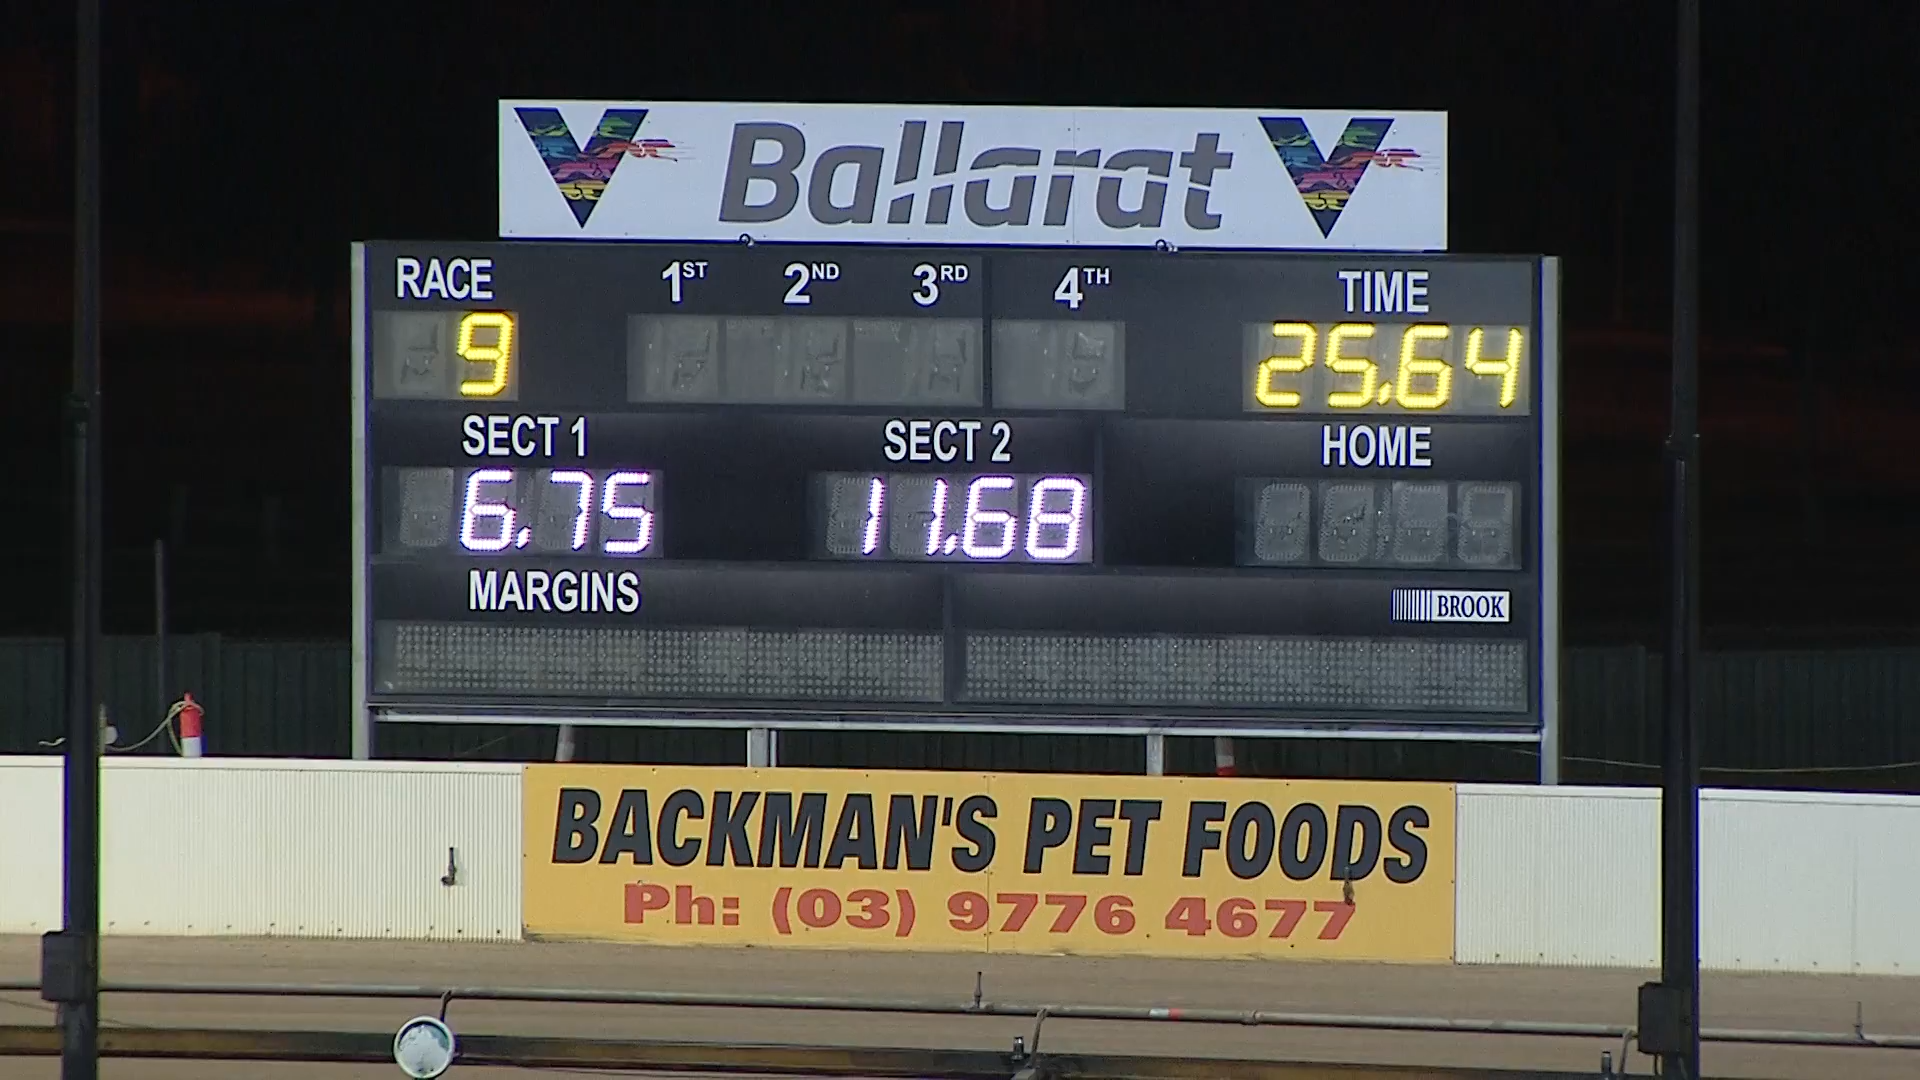 Ballarat
RACE 1ST 2ND 3RD 4TH TIME
9 25.64
SECT 1 SECT 2 HOME
6.75 11.68
MARGINS
BROOK
BACKMAN'S PET FOODS
Ph: (03) 9776 4677